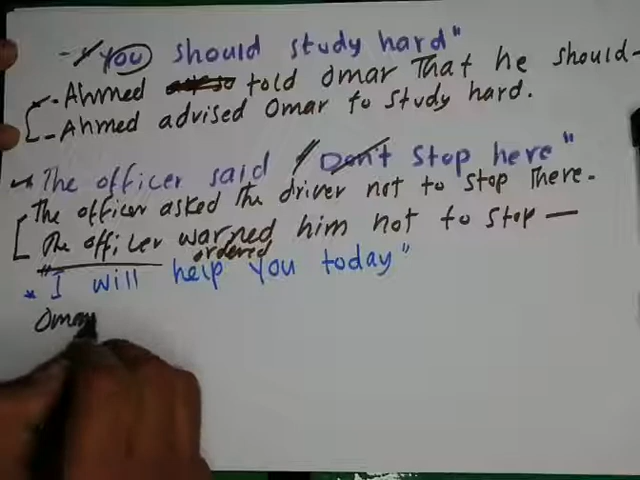 - "You should study hard"
- Ahmed told Omar That he should -
- Ahmed advised Omar to study hard.
The officer said "Don't stop here"
The officer asked The driver not to stop There.
The officer warned him not to stop —
ordered
* "I will help You today"
Omar